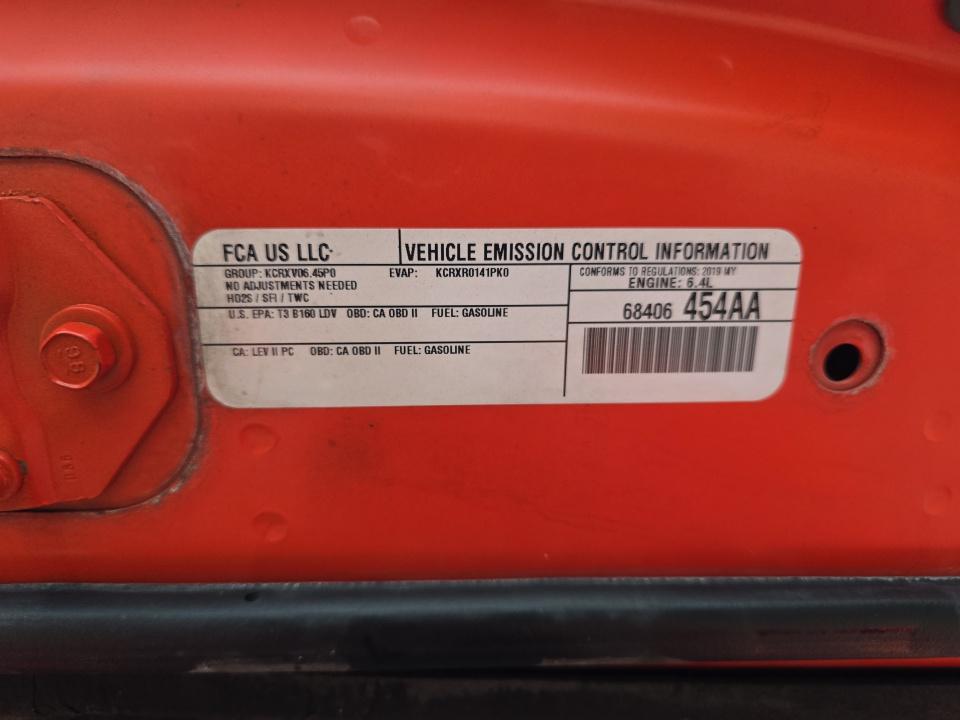 FCA US LLC
VEHICLE EMISSION CONTROL INFORMATION
GROUP: KCRXV06.45P0 EVAP: KCRXR0141PK0
NO ADJUSTMENTS NEEDED
HO2S / SFI / TWC
CONFORMS TO REGULATIONS: 2019 MY
ENGINE: 6.4L
68406 454AA
U.S. EPA: T3 B160 LDV OBD: CA OBD II FUEL: GASOLINE
CA: LEV II PC OBD: CA OBD II FUEL: GASOLINE